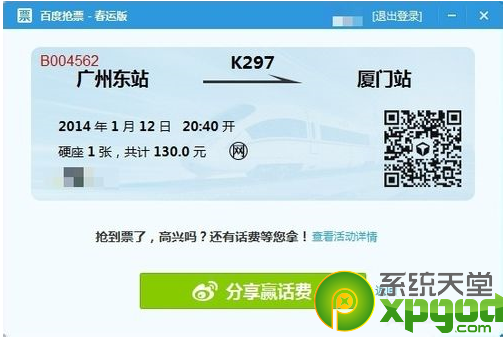 票 百度抢票 - 春运版 [退出登录]
B004562
广州东站 K297 厦门站
2014 年 1 月 12 日 20:40 开
硬座 1 张，共计 130.0 元 网
抢到票了，高兴吗？还有话费等您拿！查看活动详情
分享赢话费
系统天堂
xpgod.com